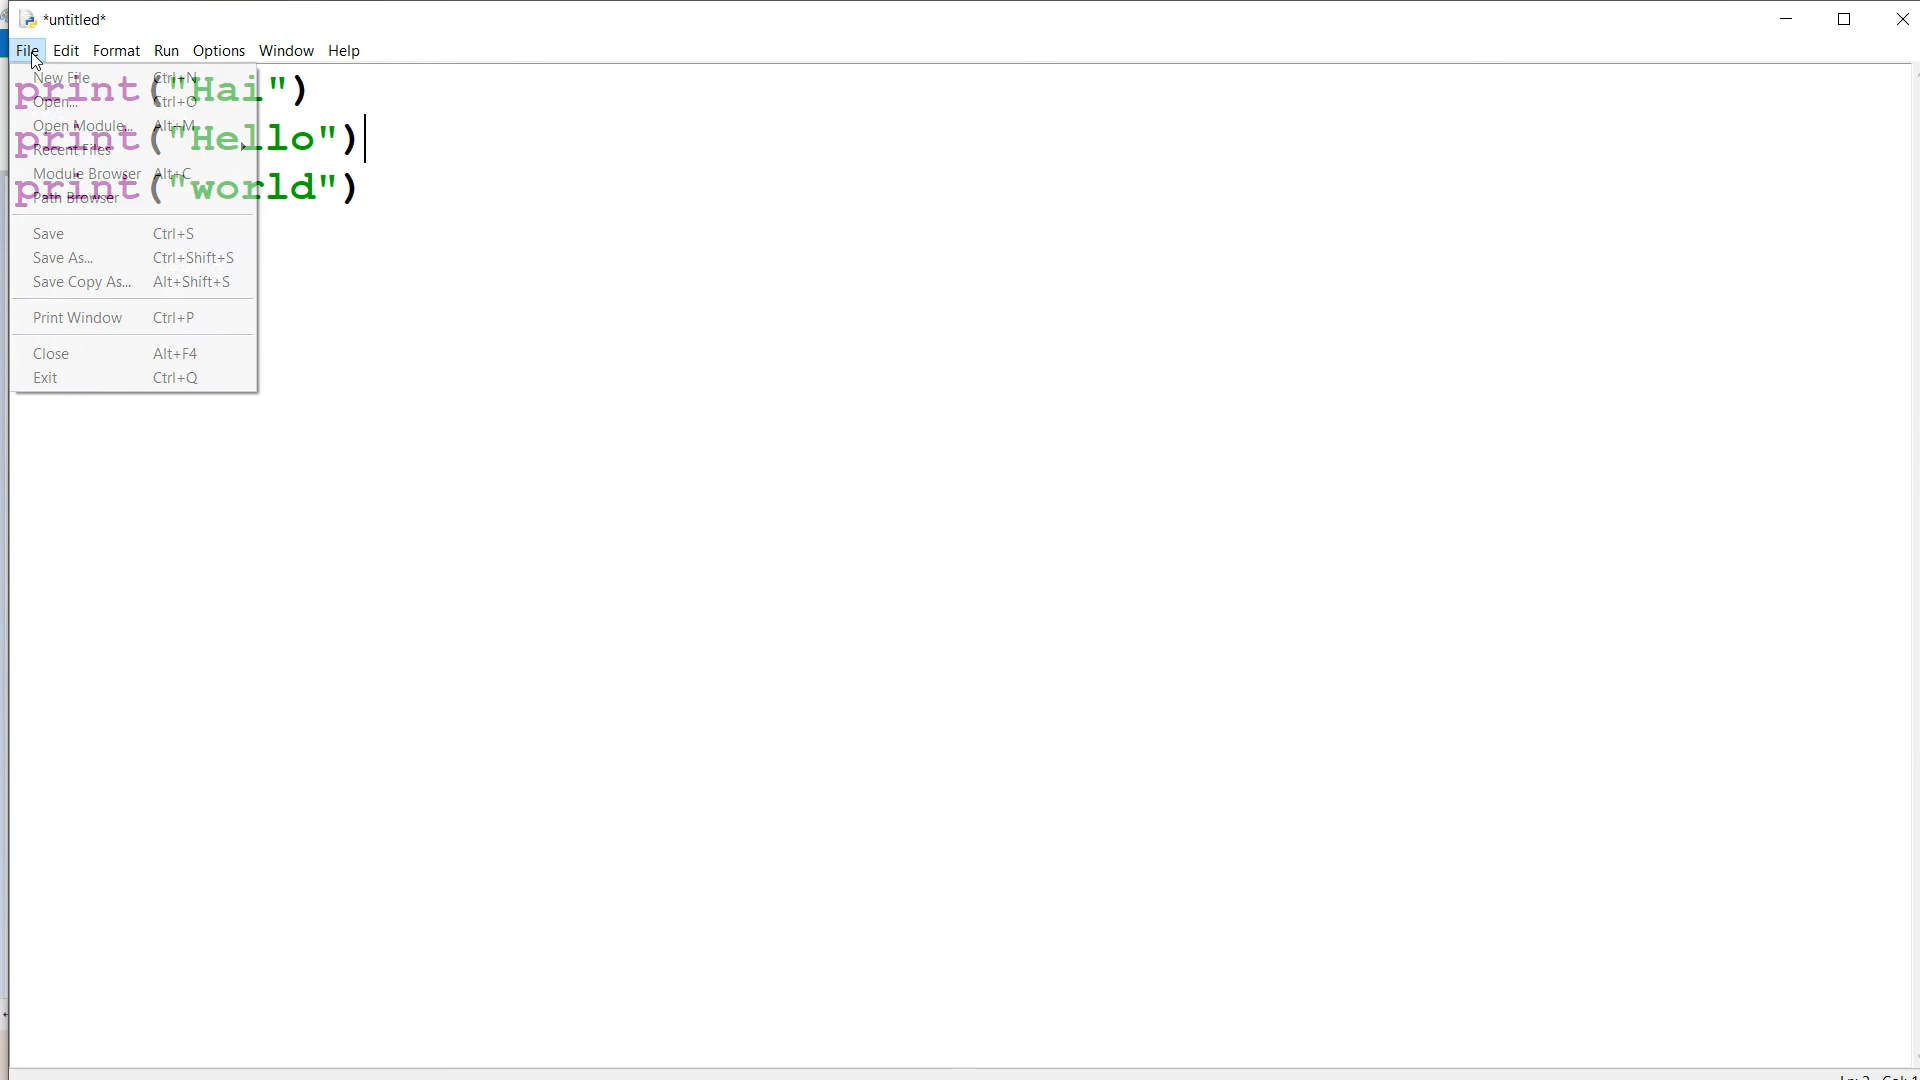 *untitled*
File Edit Format Run Options Window Help
New File Ctrl+N
Open... Ctrl+O
Open Module... Alt+M
Recent Files
Module Browser Alt+C
Path Browser
Save Ctrl+S
Save As... Ctrl+Shift+S
Save Copy As... Alt+Shift+S
Print Window Ctrl+P
Close Alt+F4
Exit Ctrl+Q
print("Hai")
print("Hello")
print("world")